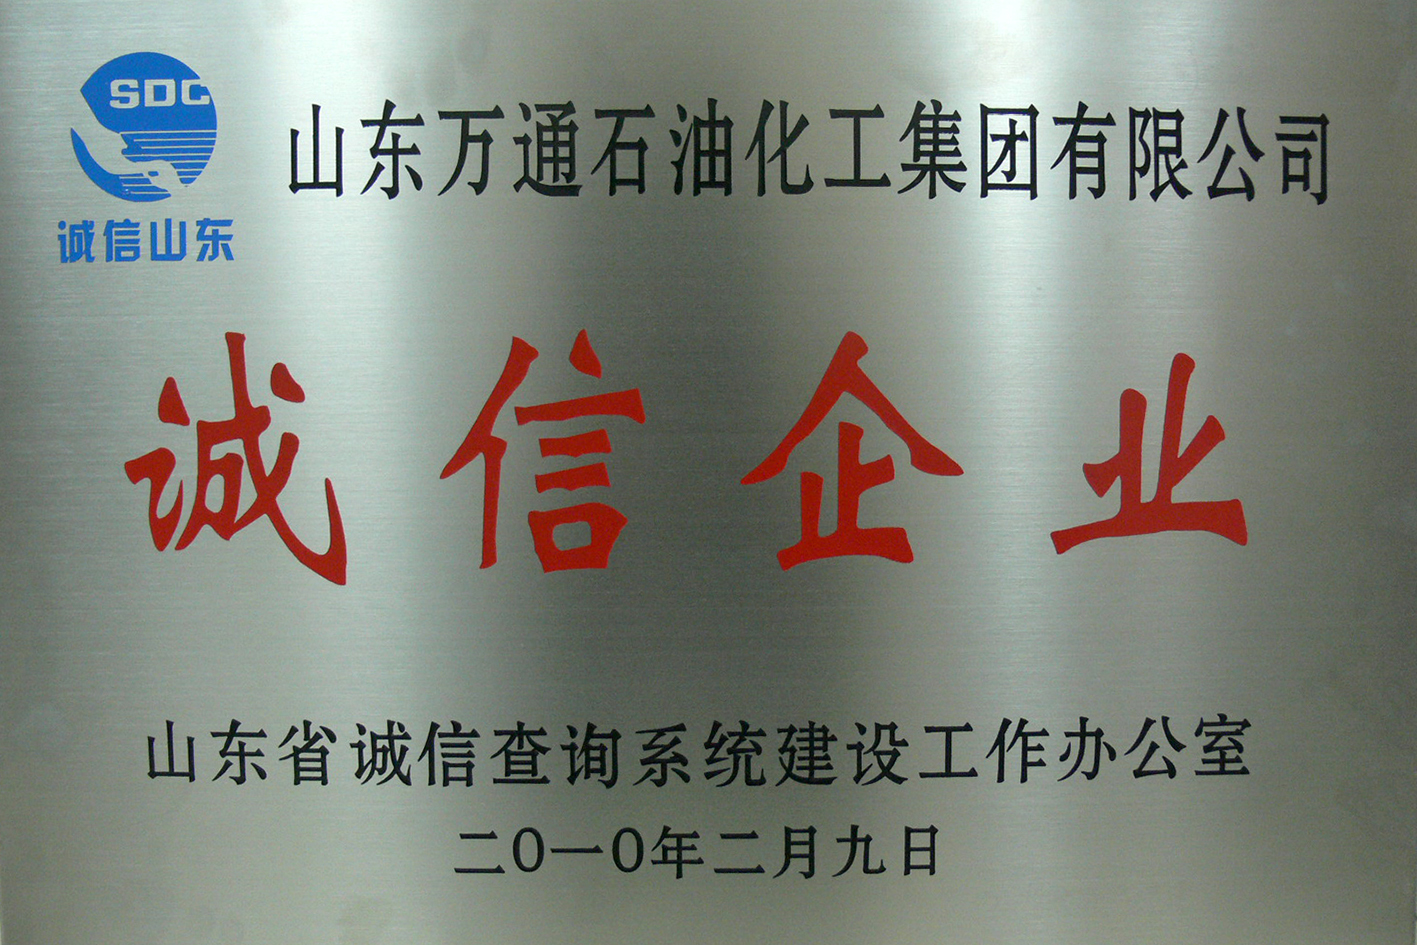 SDC
诚信山东
山东万通石油化工集团有限公司
诚信企业
山东省诚信查询系统建设工作办公室
二〇一〇年二月九日